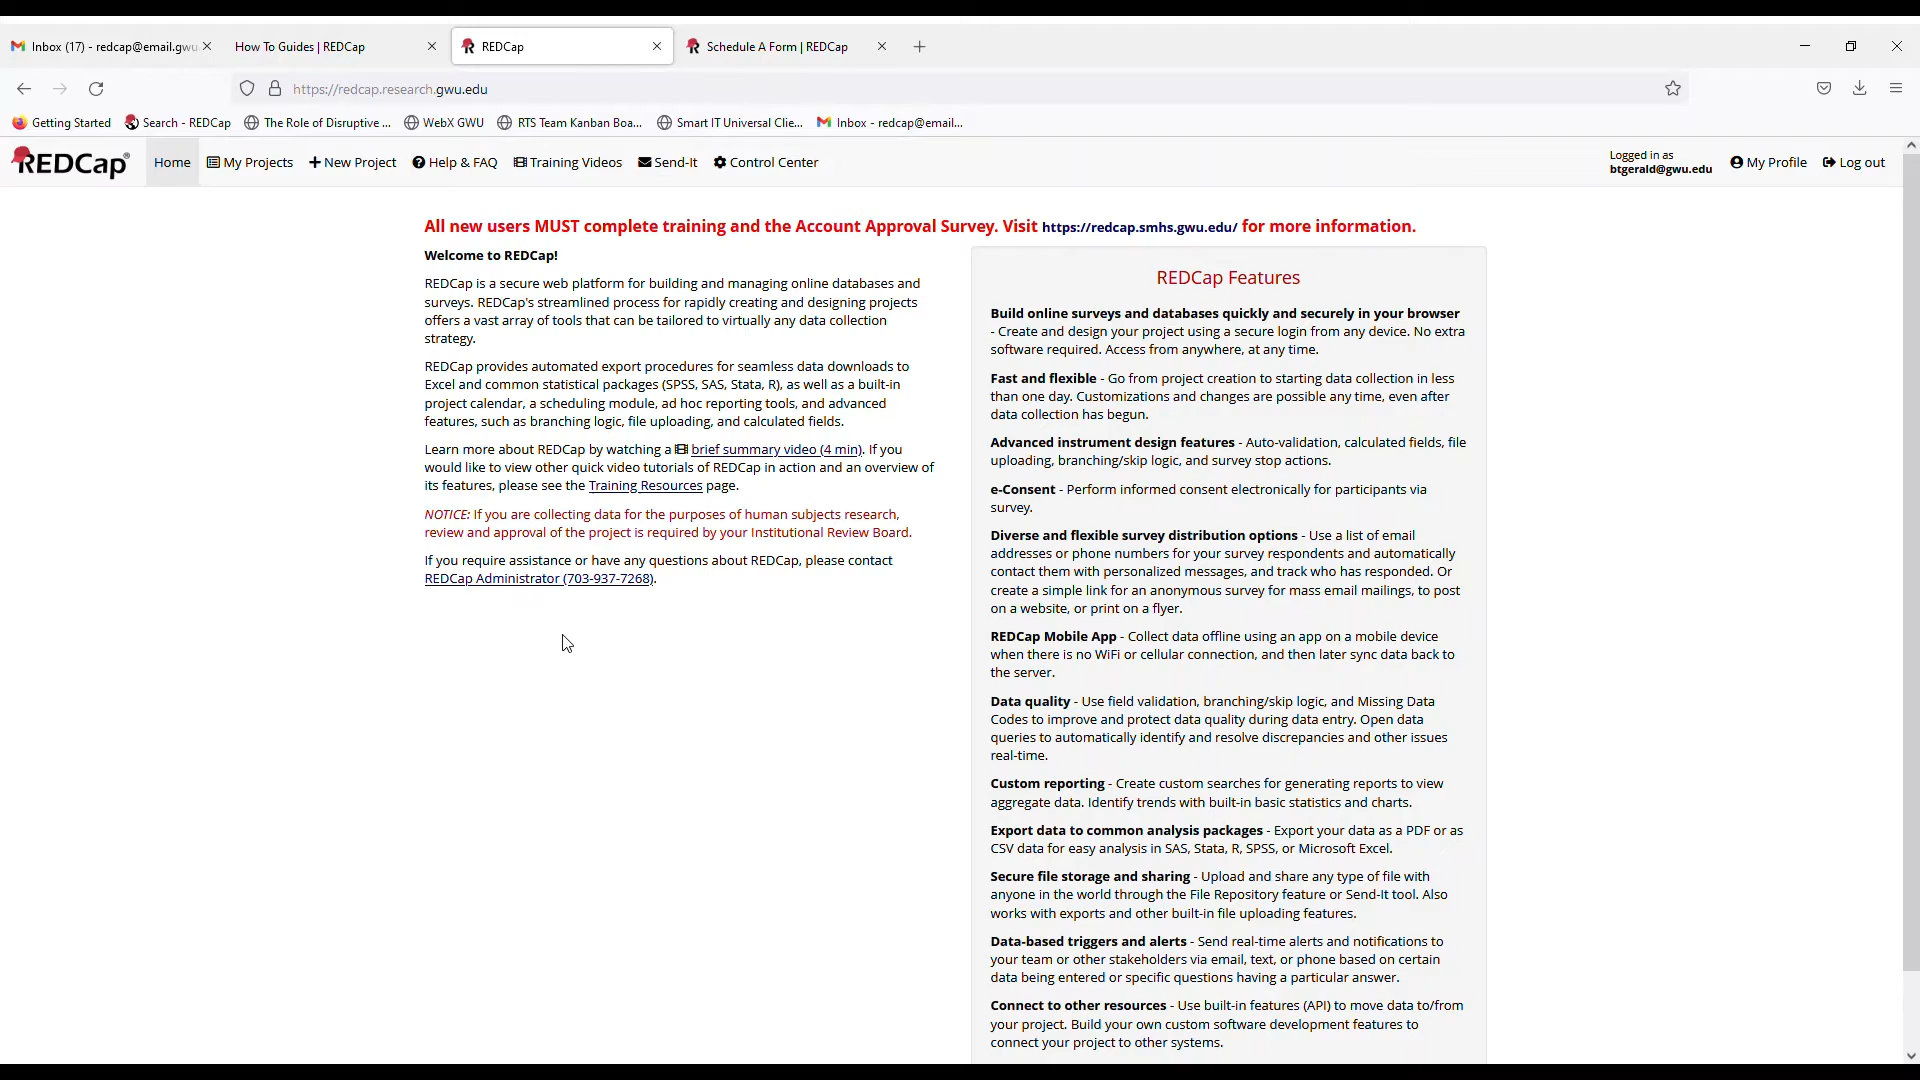 Inbox (17) - redcap@email.gwu
How To Guides | REDCap
REDCap
Schedule A Form | REDCap
https://redcap.research.gwu.edu
Getting Started
Search - REDCap
The Role of Disruptive ...
WebX GWU
RTS Team Kanban Boa...
Smart IT Universal Clie...
Inbox - redcap@email...
REDCap®
Home
My Projects
New Project
Help & FAQ
Training Videos
Send-It
Control Center
Logged in as
btgerald@gwu.edu
My Profile
Log out
All new users MUST complete training and the Account Approval Survey. Visit https://redcap.smhs.gwu.edu/ for more information.
Welcome to REDCap!
REDCap is a secure web platform for building and managing online databases and
surveys. REDCap's streamlined process for rapidly creating and designing projects
offers a vast array of tools that can be tailored to virtually any data collection
strategy.
REDCap provides automated export procedures for seamless data downloads to
Excel and common statistical packages (SPSS, SAS, Stata, R), as well as a built-in
project calendar, a scheduling module, ad hoc reporting tools, and advanced
features, such as branching logic, file uploading, and calculated fields.
Learn more about REDCap by watching a brief summary video (4 min). If you
would like to view other quick video tutorials of REDCap in action and an overview of
its features, please see the Training Resources page.
NOTICE: If you are collecting data for the purposes of human subjects research,
review and approval of the project is required by your Institutional Review Board.
If you require assistance or have any questions about REDCap, please contact
REDCap Administrator (703-937-7268).
REDCap Features
Build online surveys and databases quickly and securely in your browser
- Create and design your project using a secure login from any device. No extra
software required. Access from anywhere, at any time.
Fast and flexible - Go from project creation to starting data collection in less
than one day. Customizations and changes are possible any time, even after
data collection has begun.
Advanced instrument design features - Auto-validation, calculated fields, file
uploading, branching/skip logic, and survey stop actions.
e-Consent - Perform informed consent electronically for participants via
survey.
Diverse and flexible survey distribution options - Use a list of email
addresses or phone numbers for your survey respondents and automatically
contact them with personalized messages, and track who has responded. Or
create a simple link for an anonymous survey for mass email mailings, to post
on a website, or print on a flyer.
REDCap Mobile App - Collect data offline using an app on a mobile device
when there is no WiFi or cellular connection, and then later sync data back to
the server.
Data quality - Use field validation, branching/skip logic, and Missing Data
Codes to improve and protect data quality during data entry. Open data
queries to automatically identify and resolve discrepancies and other issues
real-time.
Custom reporting - Create custom searches for generating reports to view
aggregate data. Identify trends with built-in basic statistics and charts.
Export data to common analysis packages - Export your data as a PDF or as
CSV data for easy analysis in SAS, Stata, R, SPSS, or Microsoft Excel.
Secure file storage and sharing - Upload and share any type of file with
anyone in the world through the File Repository feature or Send-It tool. Also
works with exports and other built-in file uploading features.
Data-based triggers and alerts - Send real-time alerts and notifications to
your team or other stakeholders via email, text, or phone based on certain
data being entered or specific questions having a particular answer.
Connect to other resources - Use built-in features (API) to move data to/from
your project. Build your own custom software development features to
connect your project to other systems.